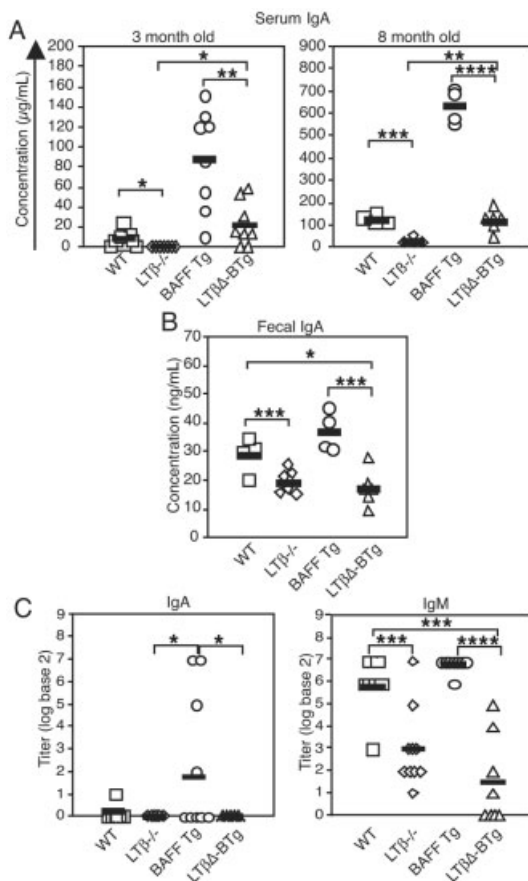 A
Serum IgA
3 month old
8 month old
Concentration (µg/mL)
200
180
160
140
120
100
80
60
40
20
0
*
*
**
WT
LTβ-/-
BAFF Tg
LTβΔ-BTg
900
800
700
600
500
400
300
200
100
0
***
**
****
WT
LTβ-/-
BAFF Tg
LTβΔ-BTg
B
Fecal IgA
Concentration (ng/mL)
70
60
50
40
30
20
10
0
*
***
***
WT
LTβ-/-
BAFF Tg
LTβΔ-BTg
C
IgA
IgM
Titer (log base 2)
9
8
7
6
5
4
3
2
1
0
*
*
WT
LTβ-/-
BAFF Tg
LTβΔ-BTg
Titer (log base 2)
9
8
7
6
5
4
3
2
1
0
***
***
****
WT
LTβ-/-
BAFF Tg
LTβΔ-BTg